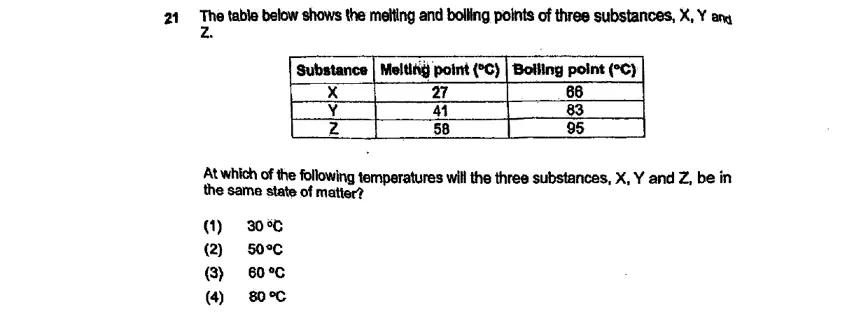 21 The table below shows the melting and boiling points of three substances, X, Y and
Z.
Substance Melting point (°C) Boiling point (°C)
X 27 66
Y 41 83
Z 58 95
At which of the following temperatures will the three substances, X, Y and Z, be in
the same state of matter?
(1) 30 °C
(2) 50 °C
(3) 60 °C
(4) 80 °C